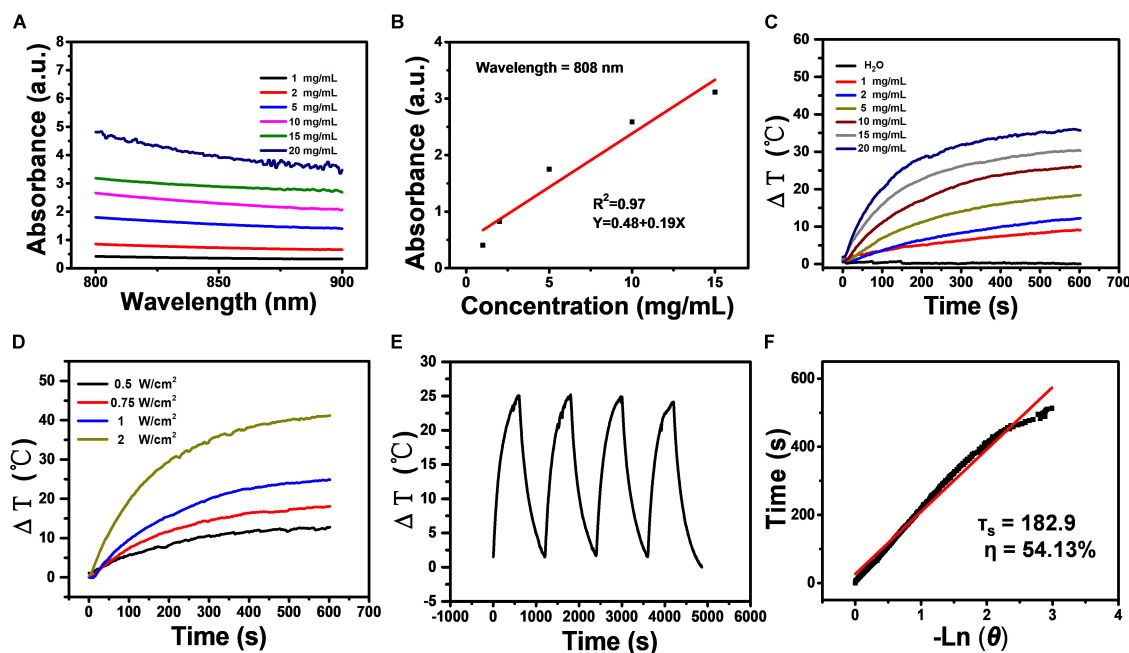 A
Absorbance (a.u.)
8
7
6
5
4
3
2
1
0
1 mg/mL
2 mg/mL
5 mg/mL
10 mg/mL
15 mg/mL
20 mg/mL
800
850
900
Wavelength (nm)
B
Absorbance (a.u.)
4
3
2
1
0
Wavelength = 808 nm
R²=0.97
Y=0.48+0.19X
0
5
10
15
Concentration (mg/mL)
C
Δ T (℃)
60
50
40
30
20
10
0
H₂O
1 mg/mL
2 mg/mL
5 mg/mL
10 mg/mL
15 mg/mL
20 mg/mL
-100
0
100
200
300
400
500
600
700
Time (s)
D
Δ T (℃)
50
40
30
20
10
0
0.5 W/cm²
0.75 W/cm²
1 W/cm²
2 W/cm²
-100
0
100
200
300
400
500
600
700
Time (s)
E
Δ T (℃)
30
25
20
15
10
5
0
-5
-1000
0
1000
2000
3000
4000
5000
6000
Time (s)
F
Time (s)
600
400
200
0
τₛ = 182.9
η = 54.13%
0
1
2
3
4
-Ln (θ)